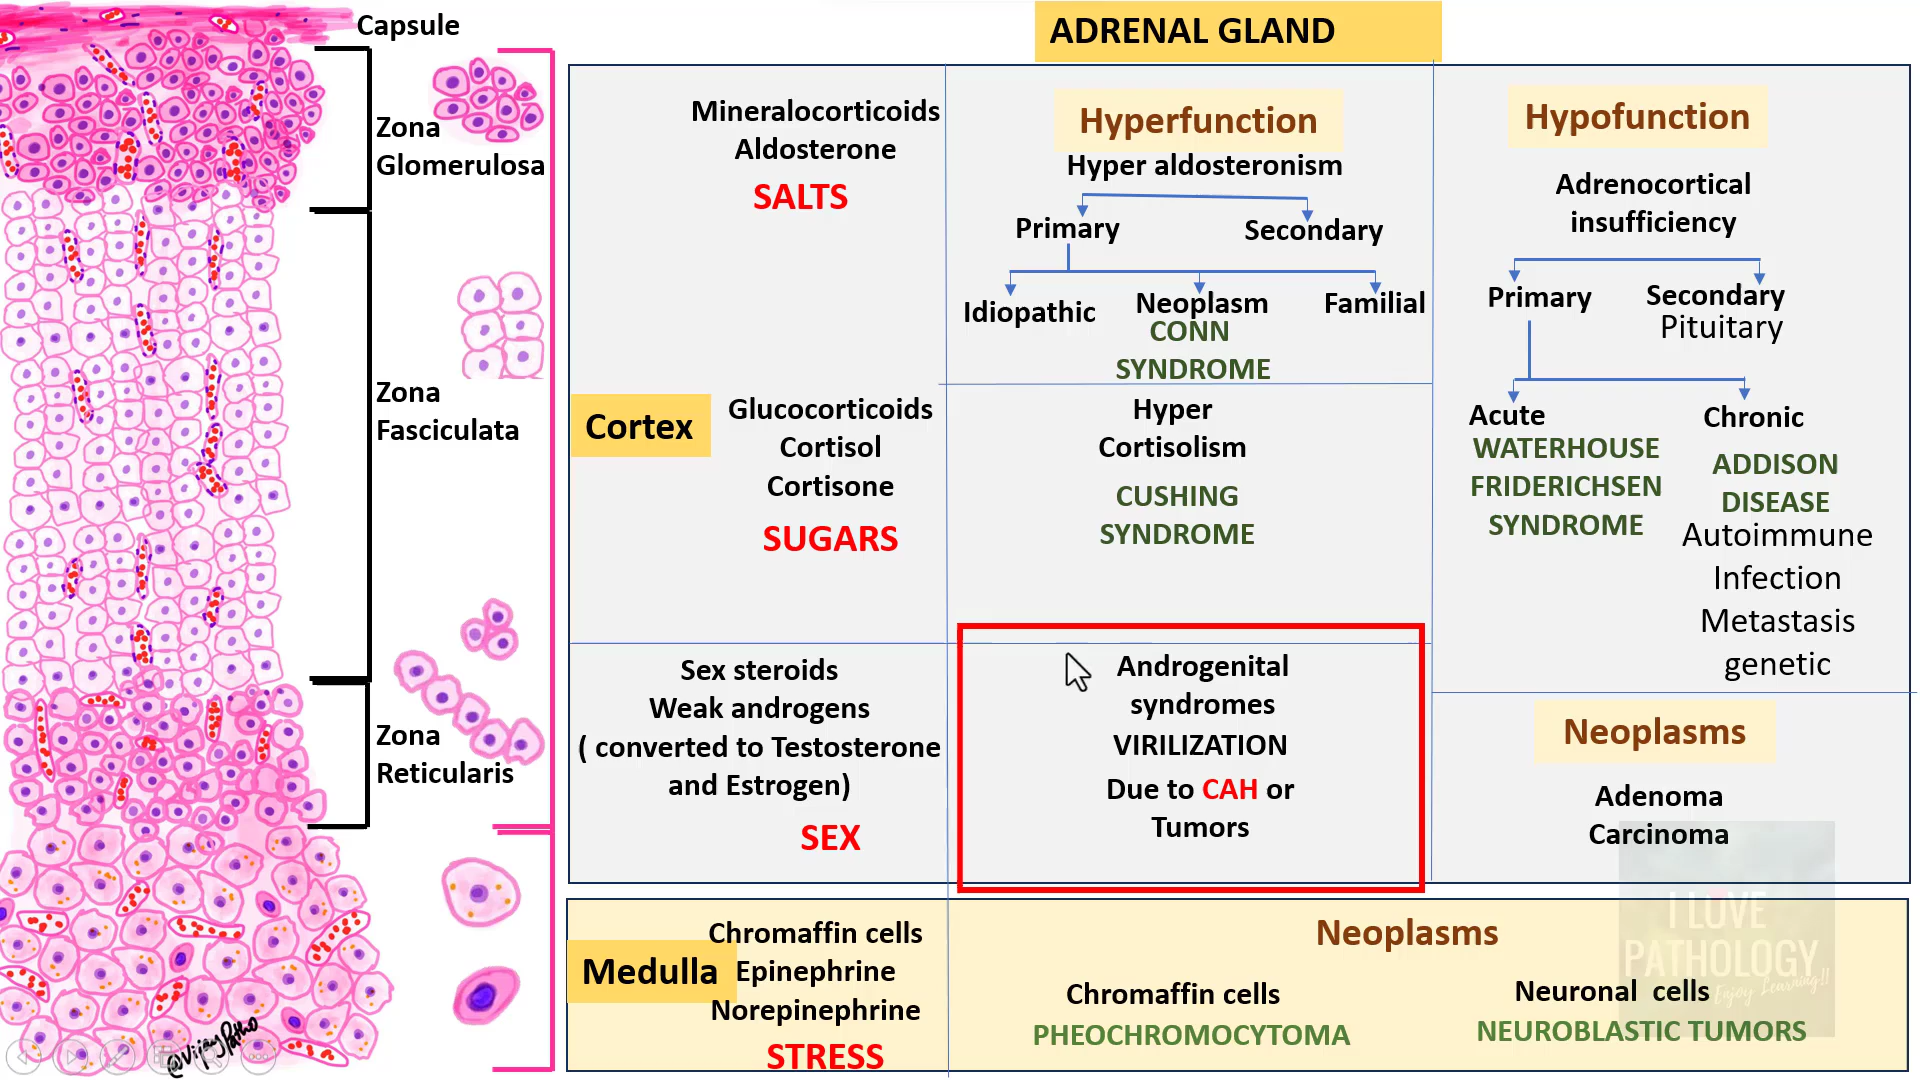 ADRENAL GLAND
Capsule
Zona
Glomerulosa
Zona
Fasciculata
Zona
Reticularis
Cortex
Mineralocorticoids
Aldosterone
SALTS
Glucocorticoids
Cortisol
Cortisone
SUGARS
Sex steroids
Weak androgens
( converted to Testosterone
and Estrogen)
SEX
Hyperfunction
Hyper aldosteronism
Primary
Secondary
Idiopathic
Neoplasm
Familial
CONN
SYNDROME
Hyper
Cortisolism
CUSHING
SYNDROME
Androgenital
syndromes
VIRILIZATION
Due to CAH or
Tumors
Hypofunction
Adrenocortical
insufficiency
Primary
Secondary
Pituitary
Acute
WATERHOUSE
FRIDERICHSEN
SYNDROME
Chronic
ADDISON
DISEASE
Autoimmune
Infection
Metastasis
genetic
Neoplasms
Adenoma
Carcinoma
Medulla
Chromaffin cells
Epinephrine
Norepinephrine
STRESS
Neoplasms
Chromaffin cells
PHEOCHROMOCYTOMA
Neuronal cells
NEUROBLASTIC TUMORS
I LOVE
PATHOLOGY
Enjoy Learning!!
@VijayPatho